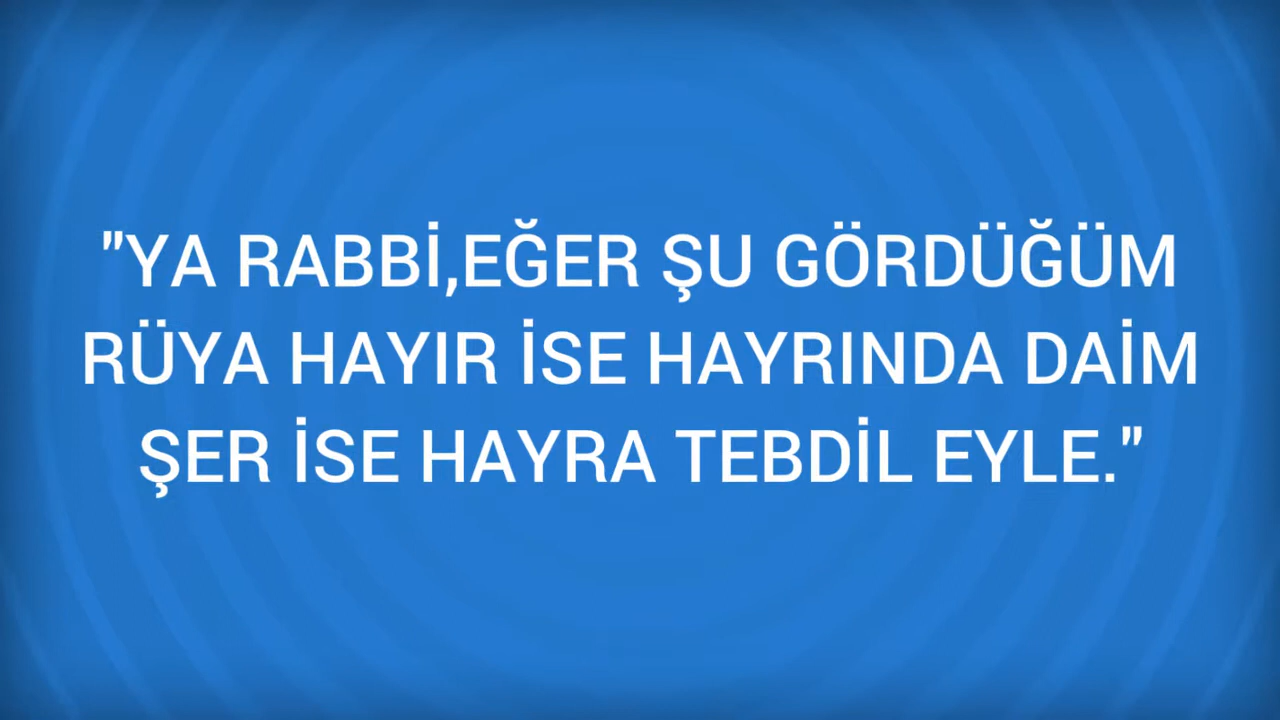 "YA RABBİ,EĞER ŞU GÖRDÜĞÜM
RÜYA HAYIR İSE HAYRINDA DAİM
ŞER İSE HAYRA TEBDİL EYLE."